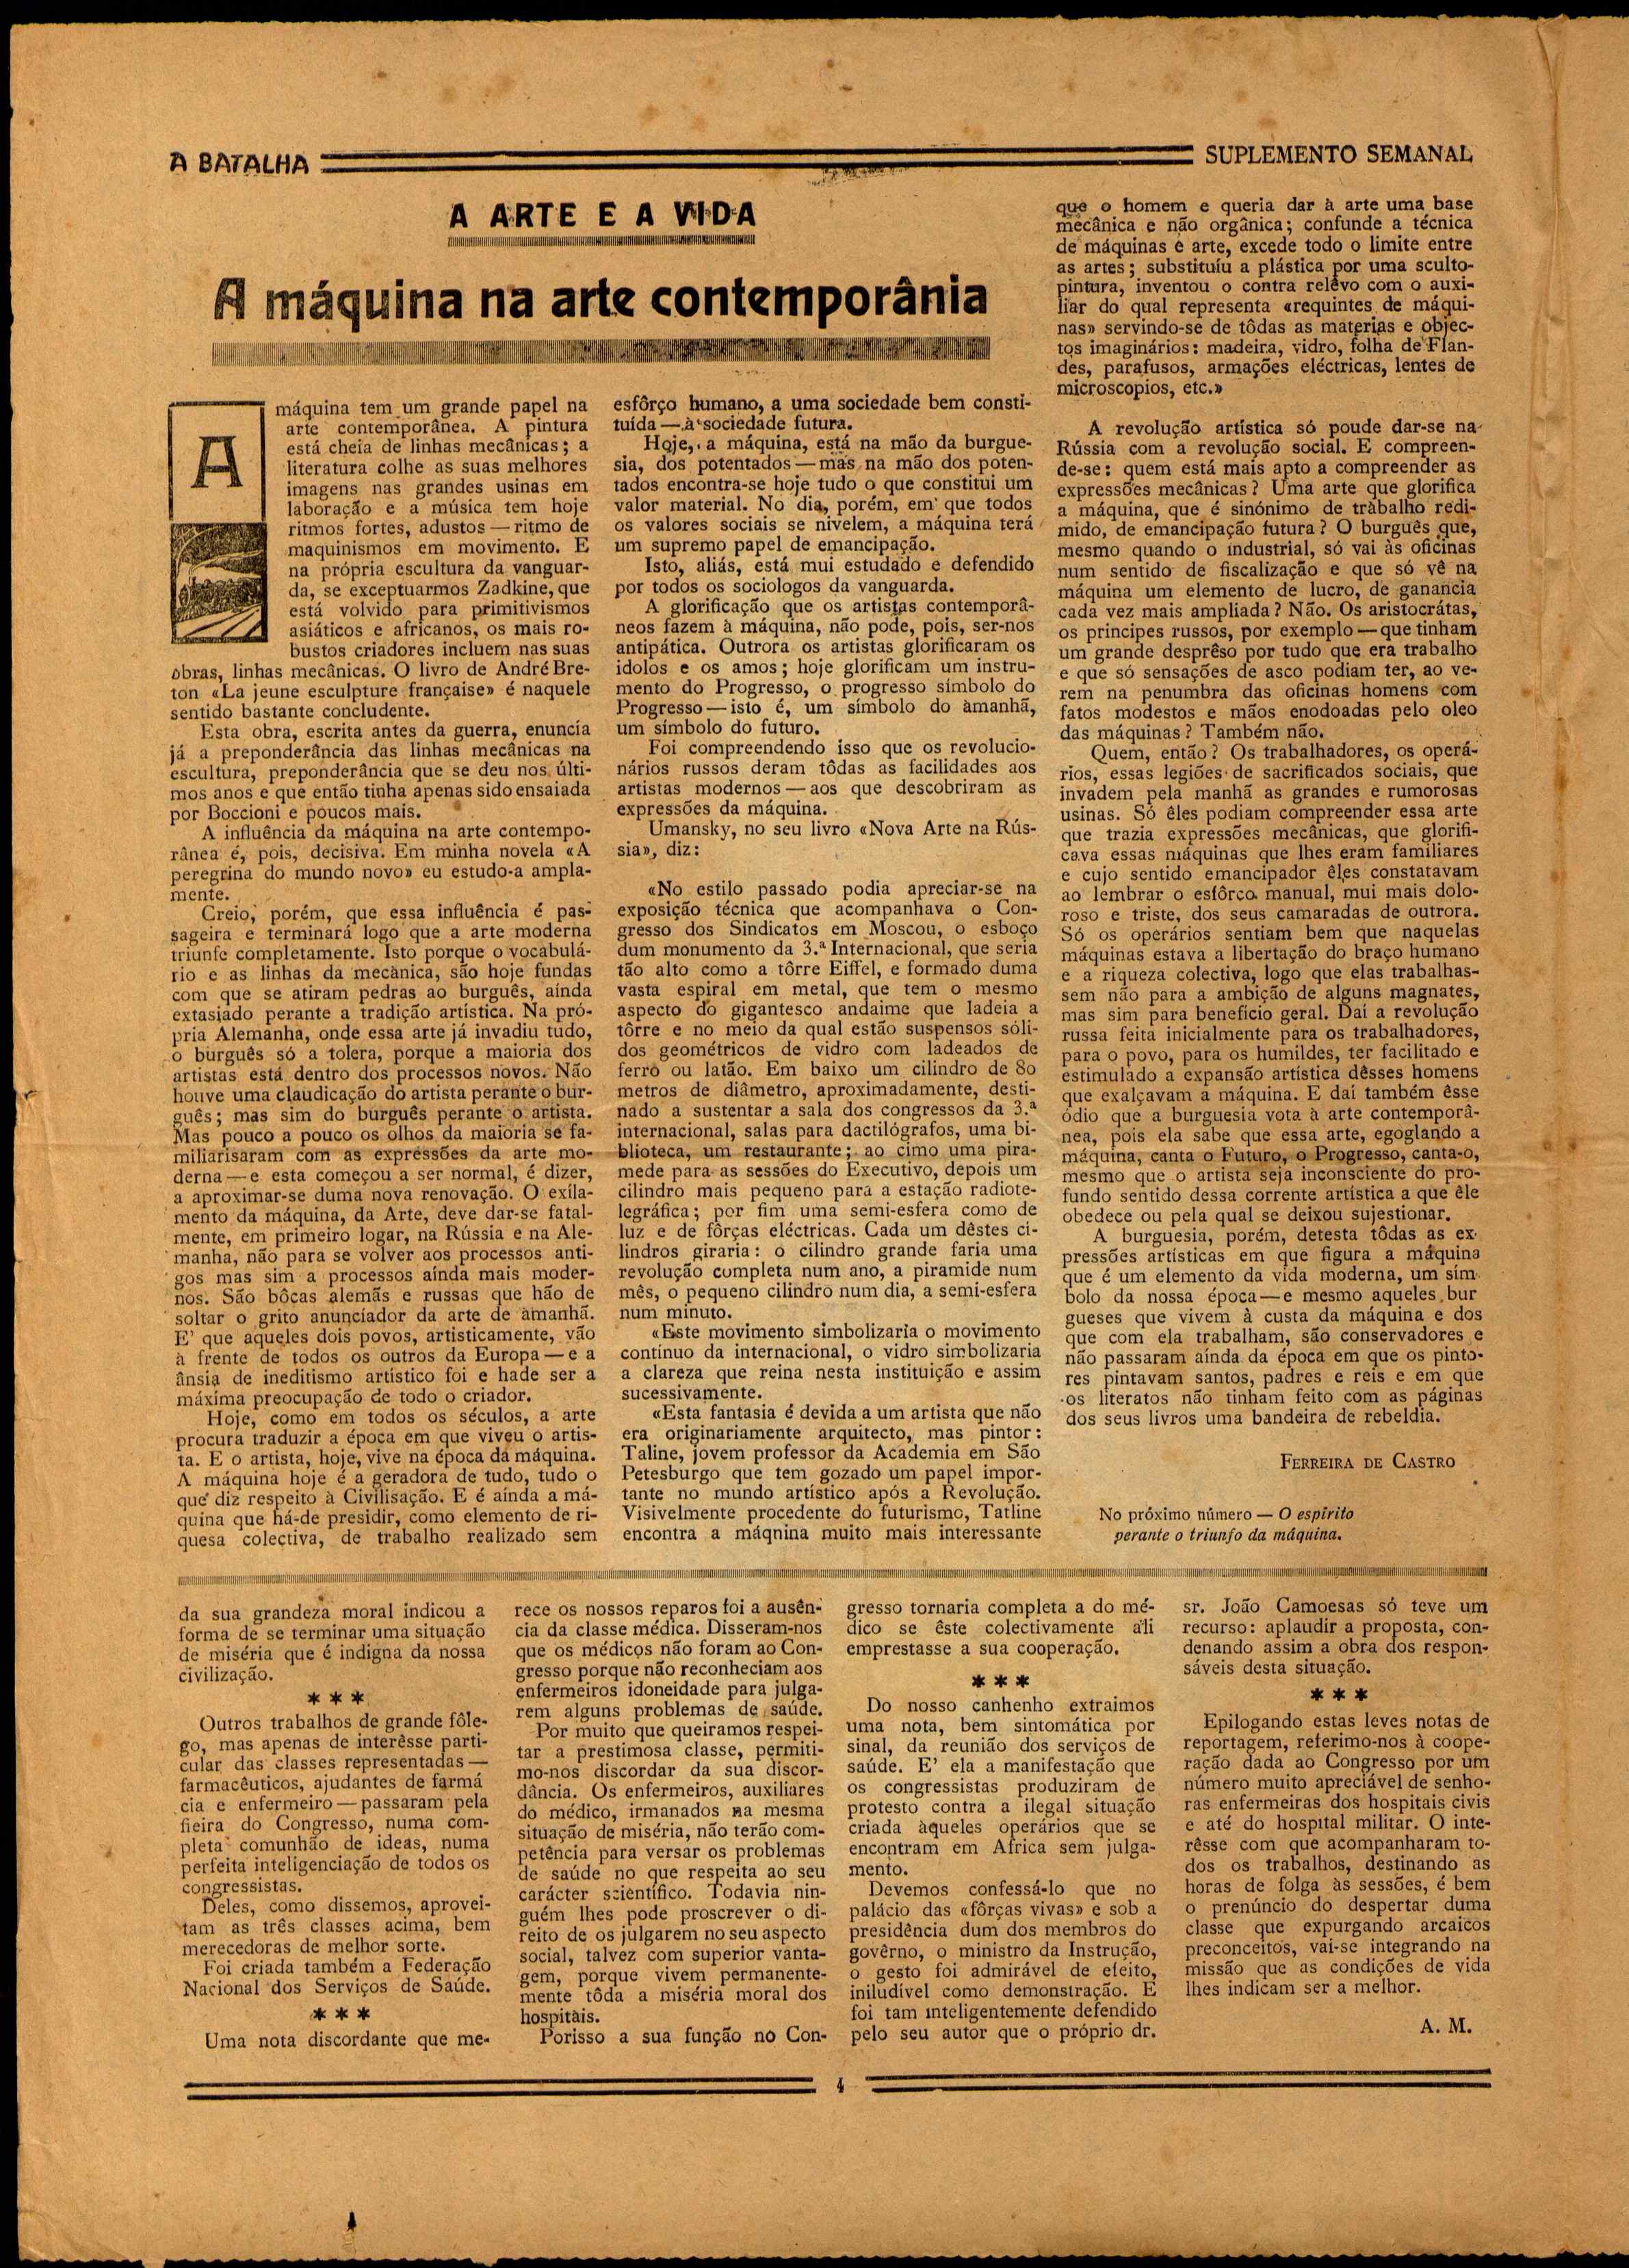 A BATALHA
SUPLEMENTO SEMANAL
A ARTE E A VIDA
A máquina na arte contemporânia
A
máquina tem um grande papel na
arte contemporânea. A pintura
está cheia de linhas mecânicas; a
literatura colhe as suas melhores
imagens nas grandes usinas em
laboração e a música tem hoje
ritmos fortes, adustos — ritmo de
maquinismos em movimento. E
na própria escultura da vanguar-
da, se exceptuarmos Zadkine, que
está volvido para primitivismos
asiáticos e africanos, os mais ro-
bustos criadores incluem nas suas
obras, linhas mecânicas. O livro de André Bre-
ton «La jeune esculpture française» é naquele
sentido bastante concludente.
Esta obra, escrita antes da guerra, enuncía
já a preponderância das linhas mecânicas na
escultura, preponderância que se deu nos últi-
mos anos e que então tinha apenas sido ensaiada
por Boccioni e poucos mais.
A influência da máquina na arte contempo-
rânea é, pois, decisiva. Em minha novela «A
peregrina do mundo novo» eu estudo-a ampla-
mente.
Creio, porém, que essa influência é pas-
sageira e terminará logo que a arte moderna
triunfe completamente. Isto porque o vocabulá-
rio e as linhas da mecânica, são hoje fundas
com que se atiram pedras ao burguês, aínda
extasiado perante a tradição artística. Na pró-
pria Alemanha, onde essa arte já invadiu tudo,
o burguês só a tolera, porque a maioria dos
artistas está dentro dos processos novos. Não
houve uma claudicação do artista perante o bur-
guês; mas sim do burguês perante o artista.
Mas pouco a pouco os olhos da maioria se fa-
miliarisaram com as expressões da arte mo-
derna — e esta começou a ser normal, é dizer,
a aproximar-se duma nova renovação. O exíla-
mento da máquina, da Arte, deve dar-se fatal-
mente, em primeiro logar, na Rússia e na Ale-
manha, não para se volver aos processos anti-
gos mas sim a processos aínda mais moder-
nos. São bôcas alemãs e russas que hão de
soltar o grito anunciador da arte de àmanhã.
E' que aqueles dois povos, artisticamente, vão
à frente de todos os outros da Europa — e a
ânsia de ineditismo artistico foi e hade ser a
máxima preocupação de todo o criador.
Hoje, como em todos os séculos, a arte
procura traduzir a época em que viveu o artis-
ta. E o artista, hoje, vive na época da máquina.
A máquina hoje é a geradora de tudo, tudo o
que diz respeito à Civilisação. E é aínda a má-
quina que há-de presidir, como elemento de ri-
quesa colectiva, de trabalho realizado sem
esfôrço humano, a uma sociedade bem consti-
tuída — à sociedade futura.
Hoje, a máquina, está na mão da burgue-
sia, dos potentados — mas na mão dos poten-
tados encontra-se hoje tudo o que constitui um
valor material. No dia, porém, em que todos
os valores sociais se nivelem, a máquina terá
um supremo papel de emancipação.
Isto, aliás, está mui estudado e defendido
por todos os sociologos da vanguarda.
A glorificação que os artistas contemporâ-
neos fazem à máquina, não pode, pois, ser-nos
antipática. Outrora os artistas glorificaram os
idolos e os amos; hoje glorificam um instru-
mento do Progresso, o progresso símbolo do
Progresso — isto é, um símbolo do àmanhã,
um símbolo do futuro.
Foi compreendendo isso que os revolucio-
nários russos deram tôdas as facilidades aos
artistas modernos — aos que descobriram as
expressões da máquina.
Umansky, no seu livro «Nova Arte na Rús-
sia», diz:
«No estilo passado podia apreciar-se na
exposição técnica que acompanhava o Con-
gresso dos Sindicatos em Moscou, o esboço
dum monumento da 3.ª Internacional, que seria
tão alto como a tôrre Eiffel, e formado duma
vasta espiral em metal, que tem o mesmo
aspecto do gigantesco andaime que ladeia a
tôrre e no meio da qual estão suspensos sóli-
dos geométricos de vidro com ladeados de
ferro ou latão. Em baixo um cilindro de 80
metros de diâmetro, aproximadamente, desti-
nado a sustentar a sala dos congressos da 3.ª
internacional, salas para dactilógrafos, uma bi-
blioteca, um restaurante; ao cimo uma pira-
mede para as sessões do Executivo, depois um
cilindro mais pequeno para a estação radiote-
legráfica; por fim uma semi-esfera como de
luz e de fôrças eléctricas. Cada um dêstes ci-
lindros giraria: o cilindro grande faria uma
revolução completa num ano, a piramide num
mês, o pequeno cilindro num dia, a semi-esfera
num minuto.
«Este movimento simbolizaria o movimento
contínuo da internacional, o vidro simbolizaria
a clareza que reina nesta instituição e assim
sucessivamente.
«Esta fantasia é devida a um artista que não
era originariamente arquitecto, mas pintor:
Taline, jovem professor da Academia em São
Petesburgo que tem gozado um papel impor-
tante no mundo artístico após a Revolução.
Visivelmente procedente do futurismo, Tatline
encontra a máqnina muito mais interessante
que o homem e queria dar à arte uma base
mecânica e não orgânica; confunde a técnica
de máquinas e arte, excede todo o limite entre
as artes; substituíu a plástica por uma sculto-
pintura, inventou o contra relêvo com o auxi-
liar do qual representa «requintes de máqui-
nas» servindo-se de tôdas as materias e objec-
tos imaginários: madeira, vidro, folha de Flan-
des, parafusos, armações eléctricas, lentes de
microscopios, etc.»
A revolução artística só poude dar-se na
Rússia com a revolução social. E compreen-
de-se: quem está mais apto a compreender as
expressões mecânicas? Uma arte que glorifica
a máquina, que é sinónimo de trabalho redi-
mido, de emancipação futura? O burguês que,
mesmo quando o industrial, só vai às oficinas
num sentido de fiscalização e que só vê na
máquina um elemento de lucro, de ganancia
cada vez mais ampliada? Não. Os aristocrátas,
os principes russos, por exemplo — que tinham
um grande desprêso por tudo que era trabalho
e que só sensações de asco podiam ter, ao ve-
rem na penumbra das oficinas homens com
fatos modestos e mãos enodoadas pelo oleo
das máquinas? Também não.
Quem, então? Os trabalhadores, os operá-
rios, essas legiões de sacrificados sociais, que
invadem pela manhã as grandes e rumorosas
usinas. Só êles podiam compreender essa arte
que trazia expressões mecânicas, que glorifi-
cava essas máquinas que lhes eram familiares
e cujo sentido emancipador êles constatavam
ao lembrar o esfôrço manual, mui mais dolo-
roso e triste, dos seus camaradas de outrora.
Só os operários sentiam bem que naquelas
máquinas estava a libertação do braço humano
e a riqueza colectiva, logo que elas trabalhas-
sem não para a ambição de alguns magnates,
mas sim para beneficio geral. Daí a revolução
russa feita inicialmente para os trabalhadores,
para o povo, para os humildes, ter facilitado e
estimulado a expansão artística dêsses homens
que exalçavam a máquina. E daí também êsse
ódio que a burguesia vota à arte contemporâ-
nea, pois ela sabe que essa arte, egoglando a
máquina, canta o Futuro, o Progresso, canta-o,
mesmo que o artista seja inconsciente do pro-
fundo sentido dessa corrente artística a que êle
obedece ou pela qual se deixou sujestionar.
A burguesia, porém, detesta tôdas as ex-
pressões artísticas em que figura a máquina
que é um elemento da vida moderna, um sím-
bolo da nossa época — e mesmo aqueles bur
gueses que vivem à custa da máquina e dos
que com ela trabalham, são conservadores e
não passaram aínda da época em que os pinto-
res pintavam santos, padres e reis e em que
os literatos não tinham feito com as páginas
dos seus livros uma bandeira de rebeldia.
FERREIRA DE CASTRO
No próximo número — O espírito
perante o triunfo da máquina.
da sua grandeza moral indicou a
forma de se terminar uma situação
de miséria que é indigna da nossa
civilização.
* * *
Outros trabalhos de grande fôle-
go, mas apenas de interêsse parti-
cular das classes representadas —
farmacêuticos, ajudantes de farmá
cia e enfermeiro — passaram pela
fieira do Congresso, numa com-
pleta comunhão de ideas, numa
perfeita inteligenciação de todos os
congressistas.
Deles, como dissemos, aprovei-
tam as três classes acima, bem
merecedoras de melhor sorte.
Foi criada também a Federação
Nacional dos Serviços de Saúde.
* * *
Uma nota discordante que me-
rece os nossos reparos foi a ausên-
cia da classe médica. Disseram-nos
que os médicos não foram ao Con-
gresso porque não reconheciam aos
enfermeiros idoneidade para julga-
rem alguns problemas de saúde.
Por muito que queiramos respei-
tar a prestimosa classe, permiti-
mo-nos discordar da sua discor-
dância. Os enfermeiros, auxiliares
do médico, irmanados na mesma
situação de miséria, não terão com-
petência para versar os problemas
de saúde no que respeita ao seu
carácter scientífico. Todavia nin-
guém lhes pode proscrever o di-
reito de os julgarem no seu aspecto
social, talvez com superior vanta-
gem, porque vivem permanente-
mente tôda a miséria moral dos
hospitais.
Porisso a sua função no Con-
gresso tornaria completa a do mé-
dico se êste colectivamente ali
emprestasse a sua cooperação.
* * *
Do nosso canhenho extraimos
uma nota, bem sintomática por
sinal, da reunião dos serviços de
saúde. E' ela a manifestação que
os congressistas produziram de
protesto contra a ilegal situação
criada àqueles operários que se
encontram em Africa sem julga-
mento.
Devemos confessá-lo que no
palácio das «fôrças vivas» e sob a
presidência dum dos membros do
govêrno, o ministro da Instrução,
o gesto foi admirável de efeito,
iniludível como demonstração. E
foi tam inteligentemente defendido
pelo seu autor que o próprio dr.
sr. João Camoesas só teve um
recurso: aplaudir a proposta, con-
denando assim a obra dos respon-
sáveis desta situação.
* * *
Epilogando estas leves notas de
reportagem, referimo-nos à coope-
ração dada ao Congresso por um
número muito apreciável de senho-
ras enfermeiras dos hospitais civis
e até do hospital militar. O inte-
rêsse com que acompanharam to-
dos os trabalhos, destinando as
horas de folga às sessões, é bem
o prenúncio do despertar duma
classe que expurgando arcaicos
preconceitos, vai-se integrando na
missão que as condições de vida
lhes indicam ser a melhor.
A. M.
4